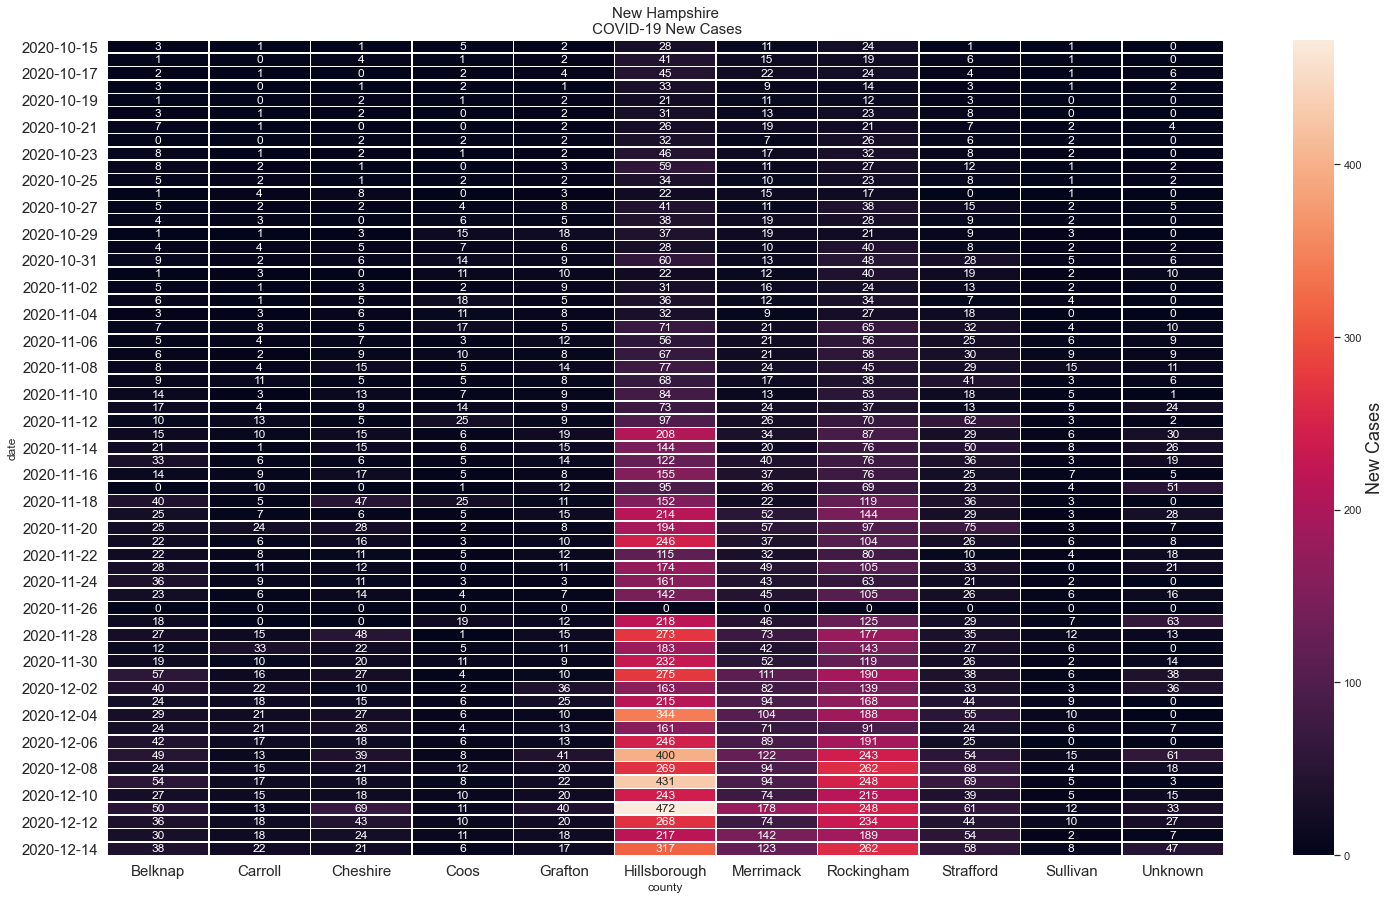 New Hampshire
COVID-19 New Cases
2020-10-15 3 1 1 5 2 28 11 24 1 1 0
1 0 4 1 2 41 15 19 6 1 0
2020-10-17 2 1 0 2 4 45 22 24 4 1 6
3 0 1 2 1 33 9 14 3 1 2
2020-10-19 1 0 2 1 2 21 11 12 3 0 0
3 1 2 0 2 31 13 23 8 0 0
2020-10-21 7 1 0 0 2 26 19 21 7 2 4
0 0 2 2 2 32 7 26 6 2 0
2020-10-23 8 1 2 1 2 46 17 32 8 2 0
8 2 1 0 3 59 11 27 12 1 2
2020-10-25 5 2 1 2 2 34 10 23 8 1 2
1 4 8 0 3 22 15 17 0 1 0
2020-10-27 5 2 2 4 8 41 11 38 15 2 5
4 3 0 6 5 38 19 28 9 2 0
2020-10-29 1 1 3 15 18 37 19 21 9 3 0
4 4 5 7 6 28 10 40 8 2 2
2020-10-31 9 2 6 14 9 60 13 48 28 5 6
1 3 0 11 10 22 12 40 19 2 10
2020-11-02 5 1 3 2 9 31 16 24 13 2 0
6 1 5 18 5 36 12 34 7 4 0
2020-11-04 3 3 6 11 8 32 9 27 18 0 0
7 8 5 17 5 71 21 65 32 4 10
2020-11-06 5 4 7 3 12 56 21 56 25 6 9
6 2 9 10 8 67 21 58 30 9 9
2020-11-08 8 4 15 5 14 77 24 45 29 15 11
9 11 5 5 8 68 17 38 41 3 6
2020-11-10 14 3 13 7 9 84 13 53 18 5 1
17 4 9 14 9 73 24 37 13 5 24
2020-11-12 10 13 5 25 9 97 26 70 62 3 2
15 10 15 6 19 208 34 87 29 6 30
2020-11-14 21 1 15 6 15 144 20 76 50 8 26
33 6 6 5 14 122 40 76 36 3 19
2020-11-16 14 9 17 5 8 155 37 76 25 7 5
0 10 0 1 12 95 26 69 23 4 51
2020-11-18 40 5 47 25 11 152 22 119 36 3 0
25 7 6 5 15 214 52 144 29 3 28
2020-11-20 25 24 28 2 8 194 57 97 75 3 7
22 6 16 3 10 246 37 104 26 6 8
2020-11-22 22 8 11 5 12 115 32 80 10 4 18
28 11 12 0 11 174 49 105 33 0 21
2020-11-24 36 9 11 3 3 161 43 63 21 2 0
23 6 14 4 7 142 45 105 26 6 16
2020-11-26 0 0 0 0 0 0 0 0 0 0 0
18 0 0 19 12 218 46 125 29 7 63
2020-11-28 27 15 48 1 15 273 73 177 35 12 13
12 33 22 5 11 183 42 143 27 6 0
2020-11-30 19 10 20 11 9 232 52 119 26 2 14
57 16 27 4 10 275 111 190 38 6 38
2020-12-02 40 22 10 2 36 163 82 139 33 3 36
24 18 15 6 25 215 94 168 44 9 0
2020-12-04 29 21 27 6 10 344 104 188 55 10 0
24 21 26 4 13 161 71 91 24 6 7
2020-12-06 42 17 18 6 13 246 89 191 25 0 0
49 13 39 8 41 400 122 243 54 15 61
2020-12-08 24 15 21 12 20 269 94 262 68 4 18
54 17 18 8 22 431 94 248 69 5 3
2020-12-10 27 15 18 10 20 243 74 215 39 5 15
50 13 69 11 40 472 178 248 61 12 33
2020-12-12 36 18 43 10 20 268 74 234 44 10 27
30 18 24 11 18 217 142 189 54 2 7
2020-12-14 38 22 21 6 17 317 123 262 58 8 47
Belknap Carroll Cheshire Coos Grafton Hillsborough Merrimack Rockingham Strafford Sullivan Unknown
county
date
400
300
200
100
0
New Cases